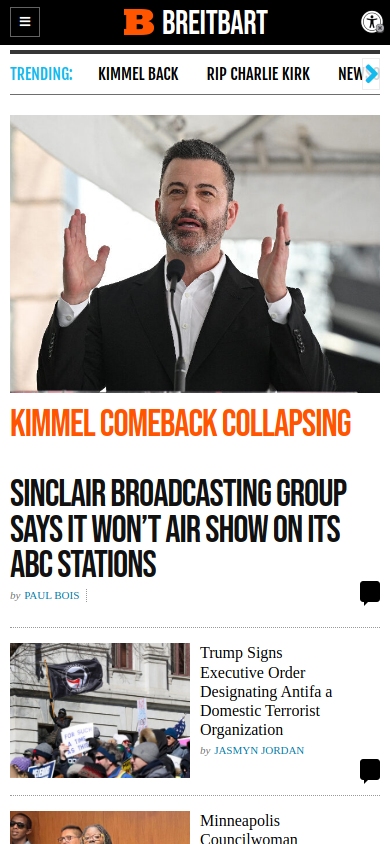 BREITBART
TRENDING:
KIMMEL BACK
RIP CHARLIE KIRK
KIMMEL COMEBACK COLLAPSING
SINCLAIR BROADCASTING GROUP
SAYS IT WON'T AIR SHOW ON ITS
ABC STATIONS
by PAUL BOIS
Trump Signs
Executive Order
Designating Antifa a
Domestic Terrorist
Organization
by JASMYN JORDAN
Minneapolis
Councilwoman